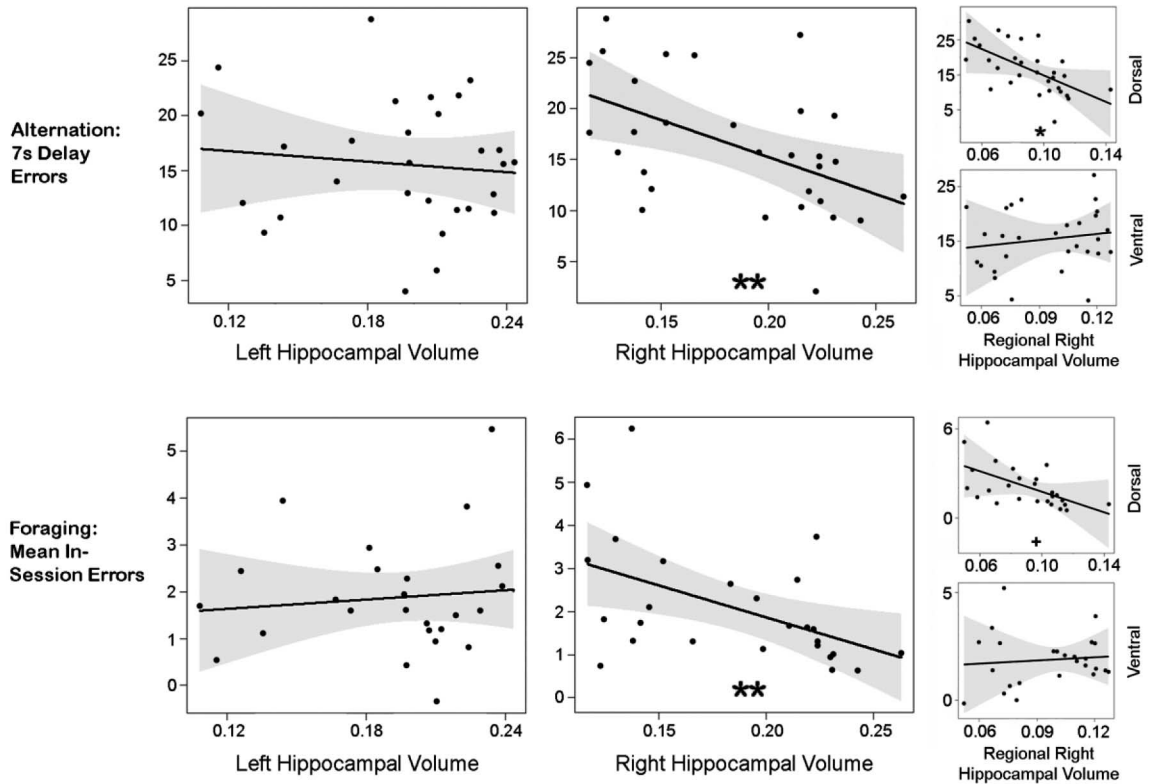 Alternation:
7s Delay
Errors
25
20
15
10
5
0.12 0.18 0.24
Left Hippocampal Volume
25
20
15
10
5
0.15 0.20 0.25
Right Hippocampal Volume
**
25
15
5
*
0.06 0.10 0.14
Dorsal
25
15
5
0.06 0.09 0.12
Ventral
Regional Right
Hippocampal Volume
Foraging:
Mean In-
Session Errors
5
4
3
2
1
0
0.12 0.18 0.24
Left Hippocampal Volume
6
5
4
3
2
1
0
**
0.15 0.20 0.25
Right Hippocampal Volume
6
3
0
+
0.06 0.10 0.14
Dorsal
4
0
0.06 0.09 0.12
Ventral
Regional Right
Hippocampal Volume